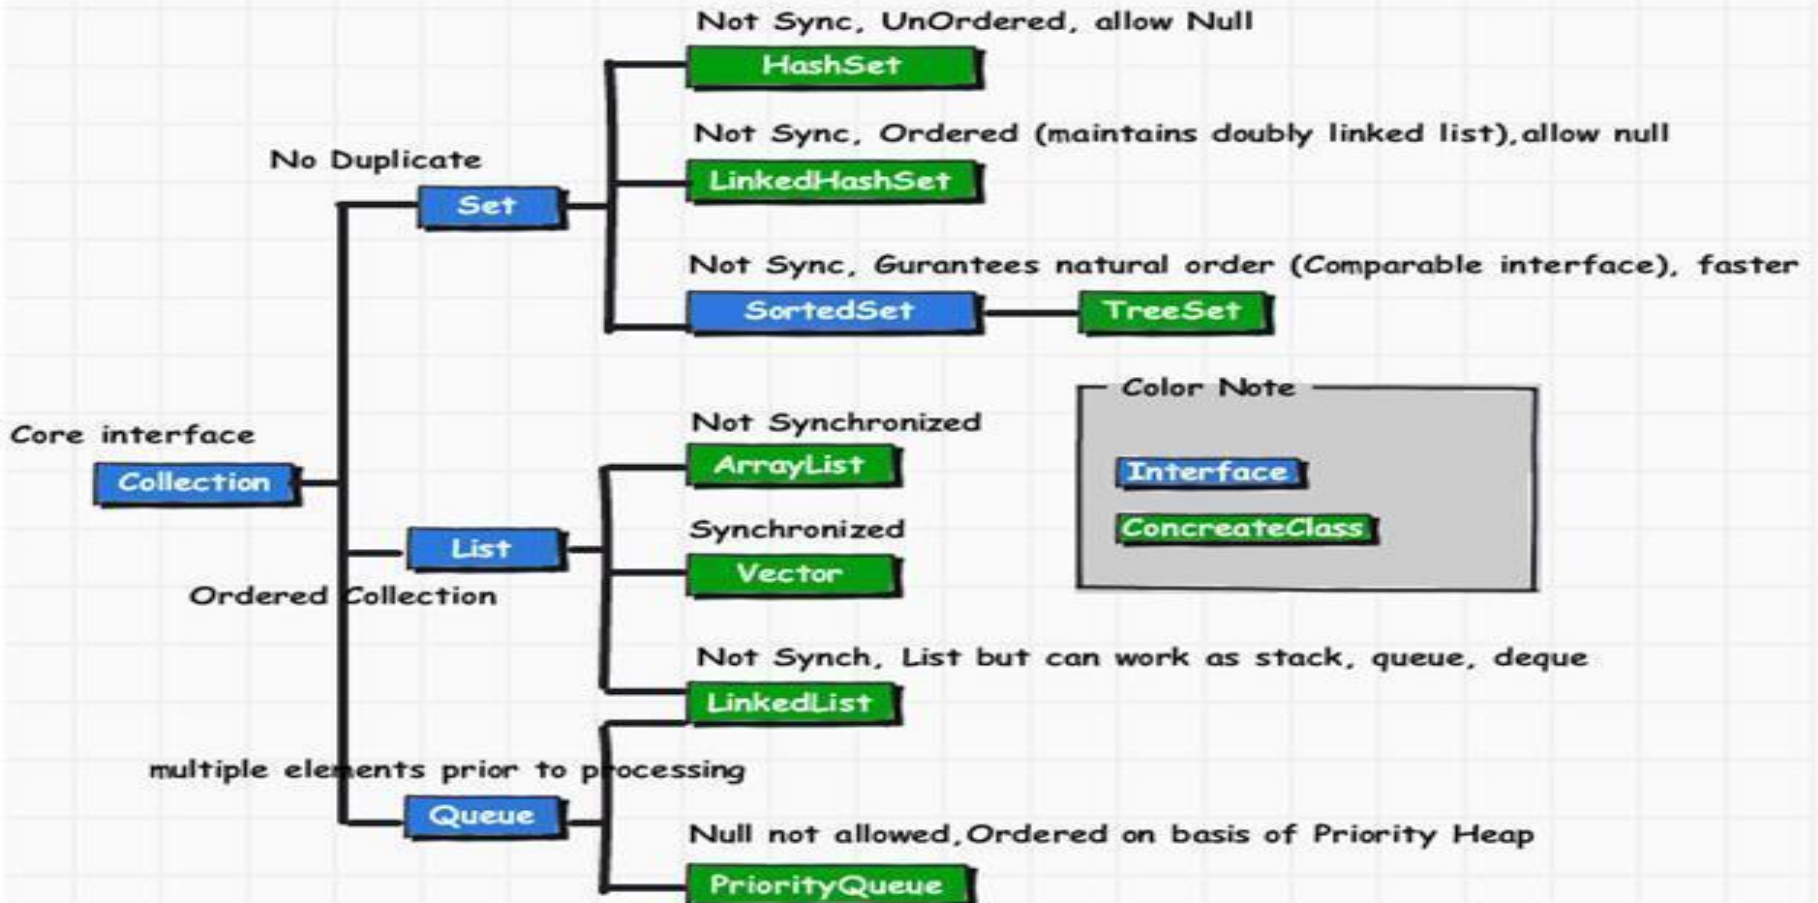 Not Sync, UnOrdered, allow Null
HashSet
Not Sync, Ordered (maintains doubly linked list),allow null
No Duplicate
LinkedHashSet
Set
Not Sync, Gurantees natural order (Comparable interface), faster
SortedSet
TreeSet
Color Note
Not Synchronized
Core interface
ArrayList
Interface
Collection
Synchronized
ConcreateClass
List
Vector
Ordered Collection
Not Synch, List but can work as stack, queue, deque
LinkedList
multiple elements prior to processing
Queue
Null not allowed,Ordered on basis of Priority Heap
PriorityQueue